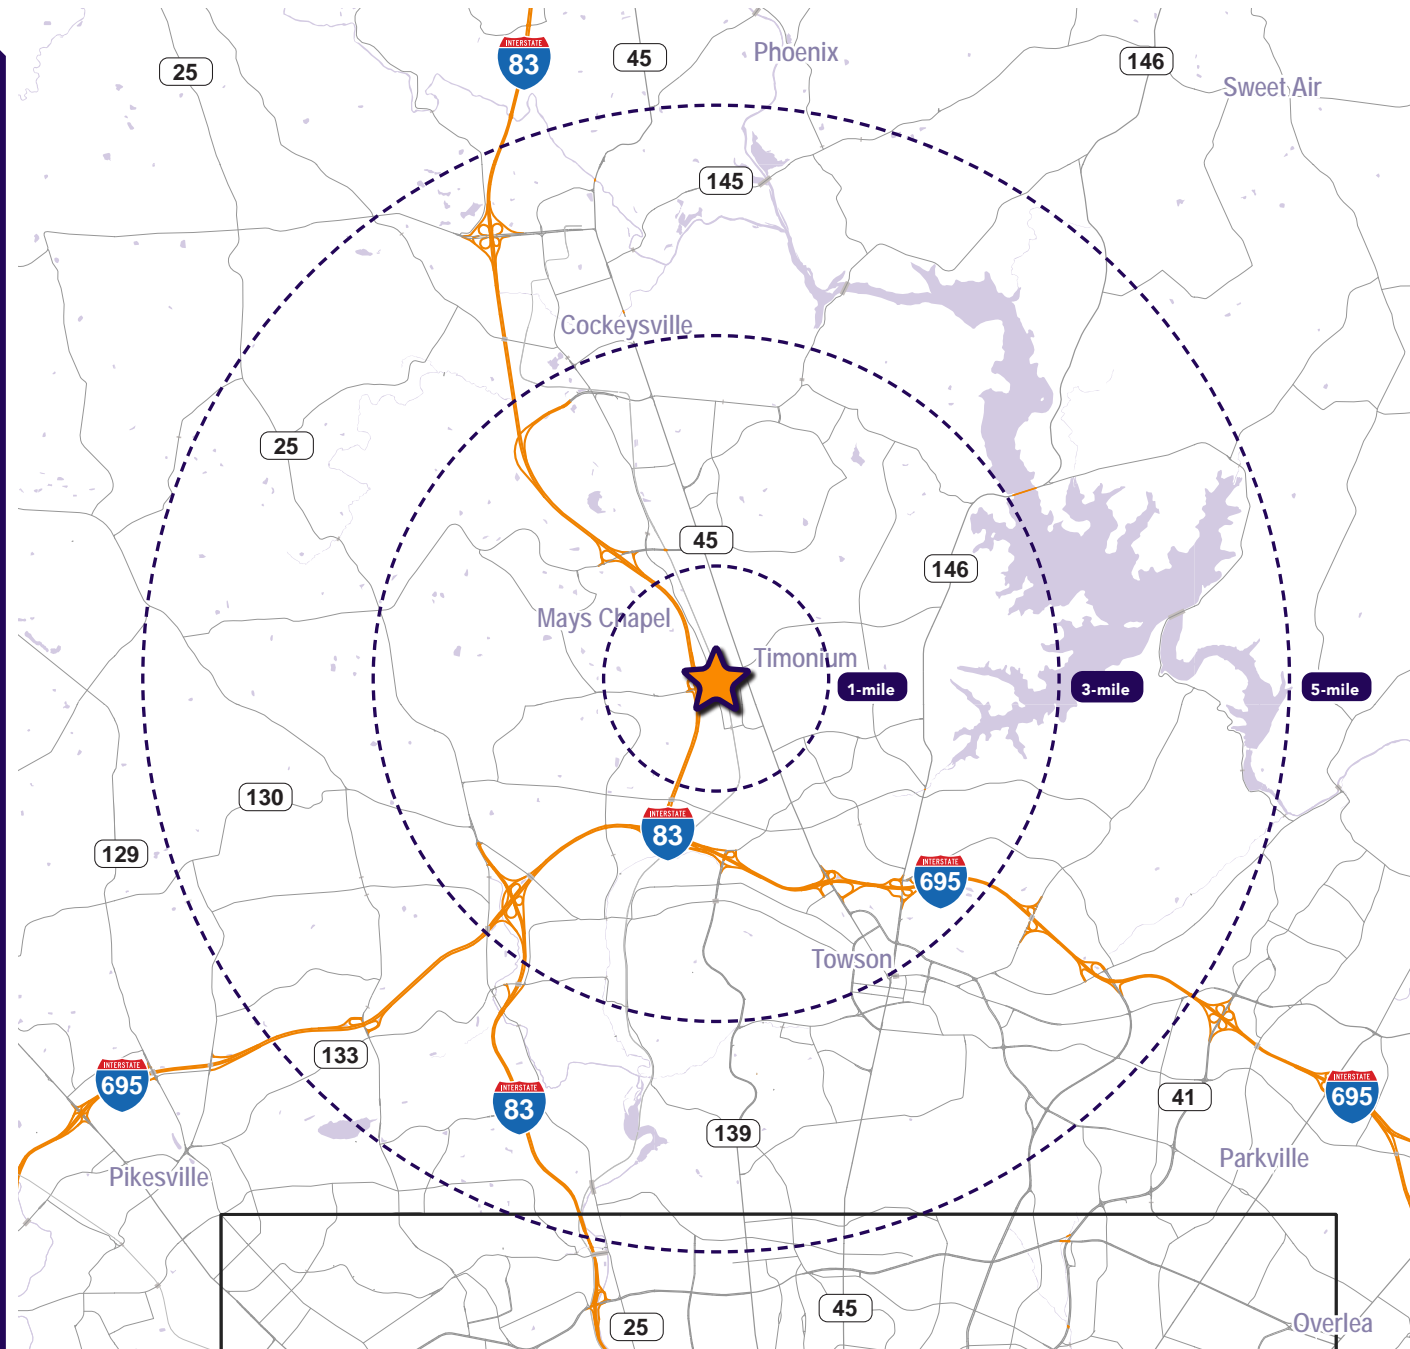 INTERSTATE
83
45
Phoenix
146
25
Sweet Air
145
Cockeysville
25
45
146
Mays Chapel
Timonium
1-mile
3-mile
5-mile
130
INTERSTATE
83
129
INTERSTATE
695
Towson
133
INTERSTATE
695
INTERSTATE
83
41
INTERSTATE
695
139
Parkville
Pikesville
45
25
Overlea